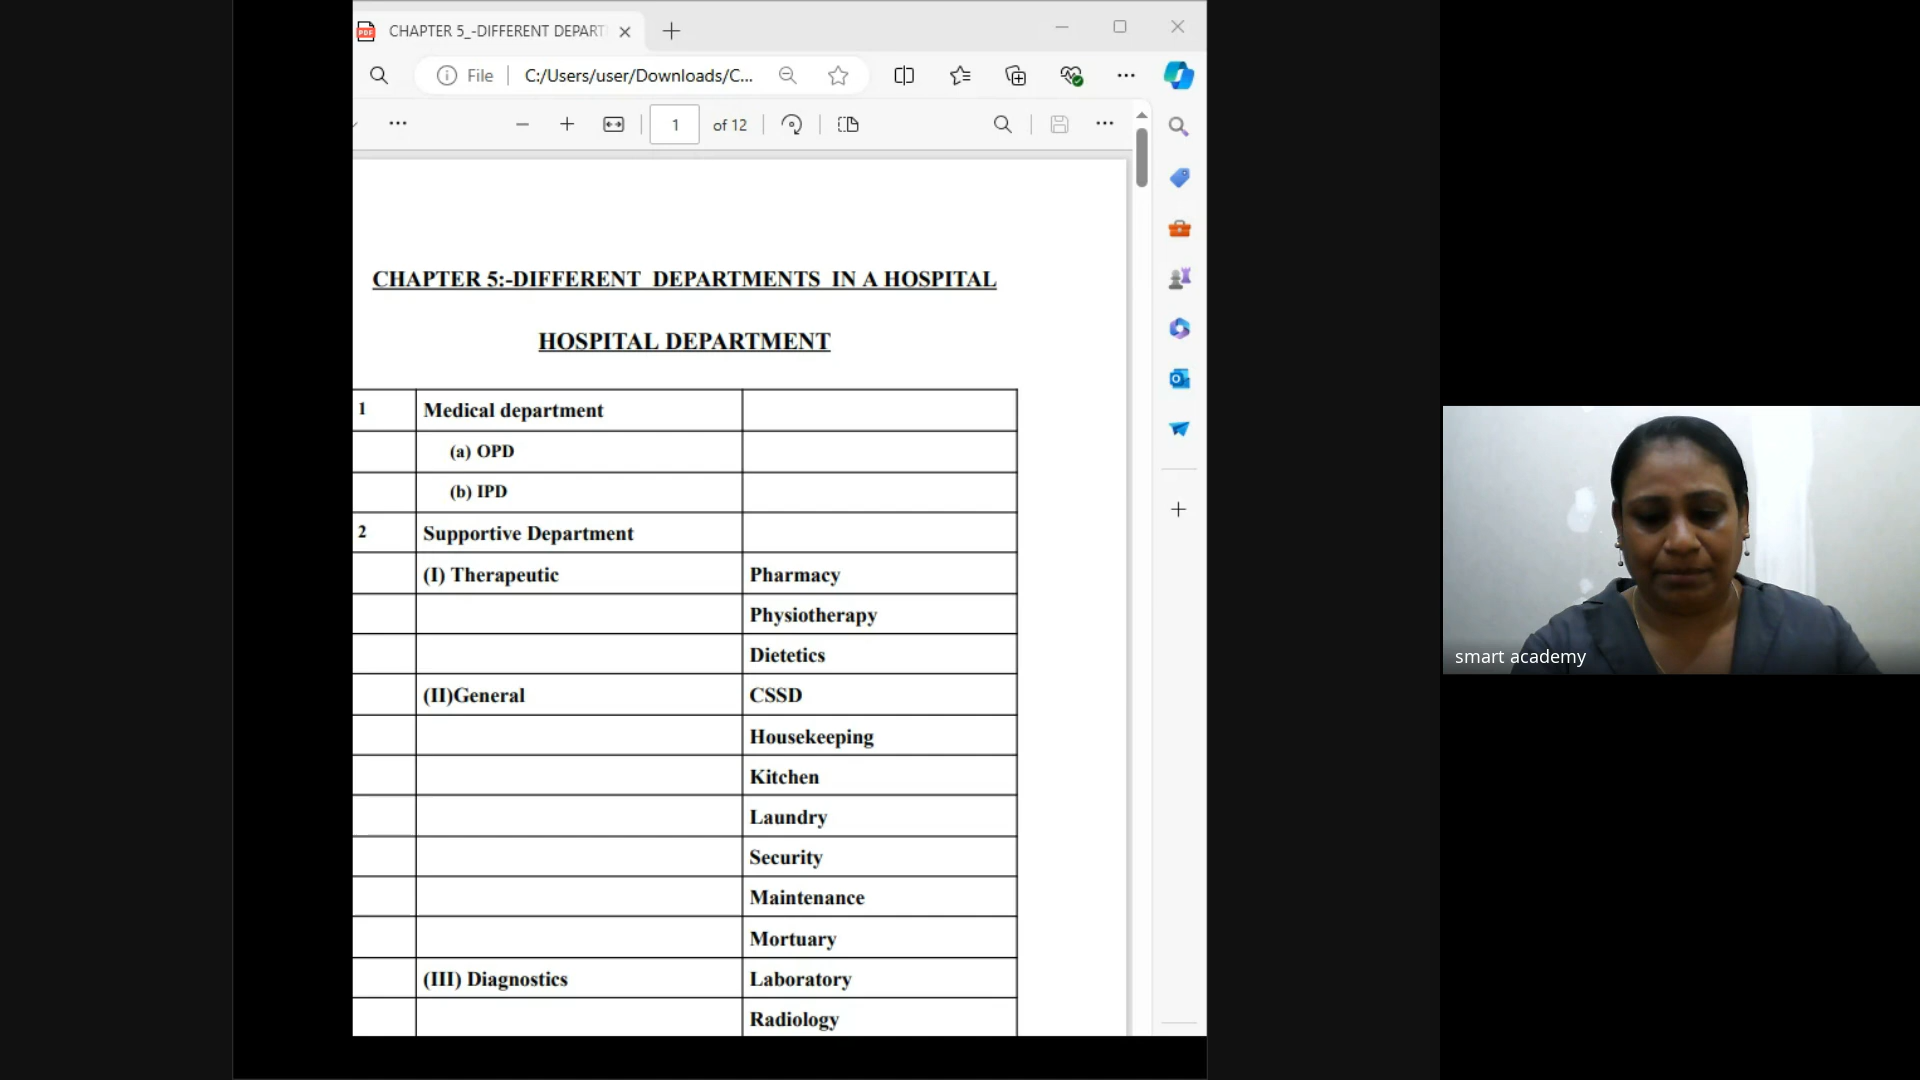 CHAPTER 5_-DIFFERENT DEPART
File
C:/Users/user/Downloads/C...
1 of 12
CHAPTER 5:-DIFFERENT DEPARTMENTS IN A HOSPITAL
HOSPITAL DEPARTMENT
1 Medical department
(a) OPD
(b) IPD
2 Supportive Department
(I) Therapeutic Pharmacy
Physiotherapy
Dietetics
(II)General CSSD
Housekeeping
Kitchen
Laundry
Security
Maintenance
Mortuary
(III) Diagnostics Laboratory
Radiology
smart academy